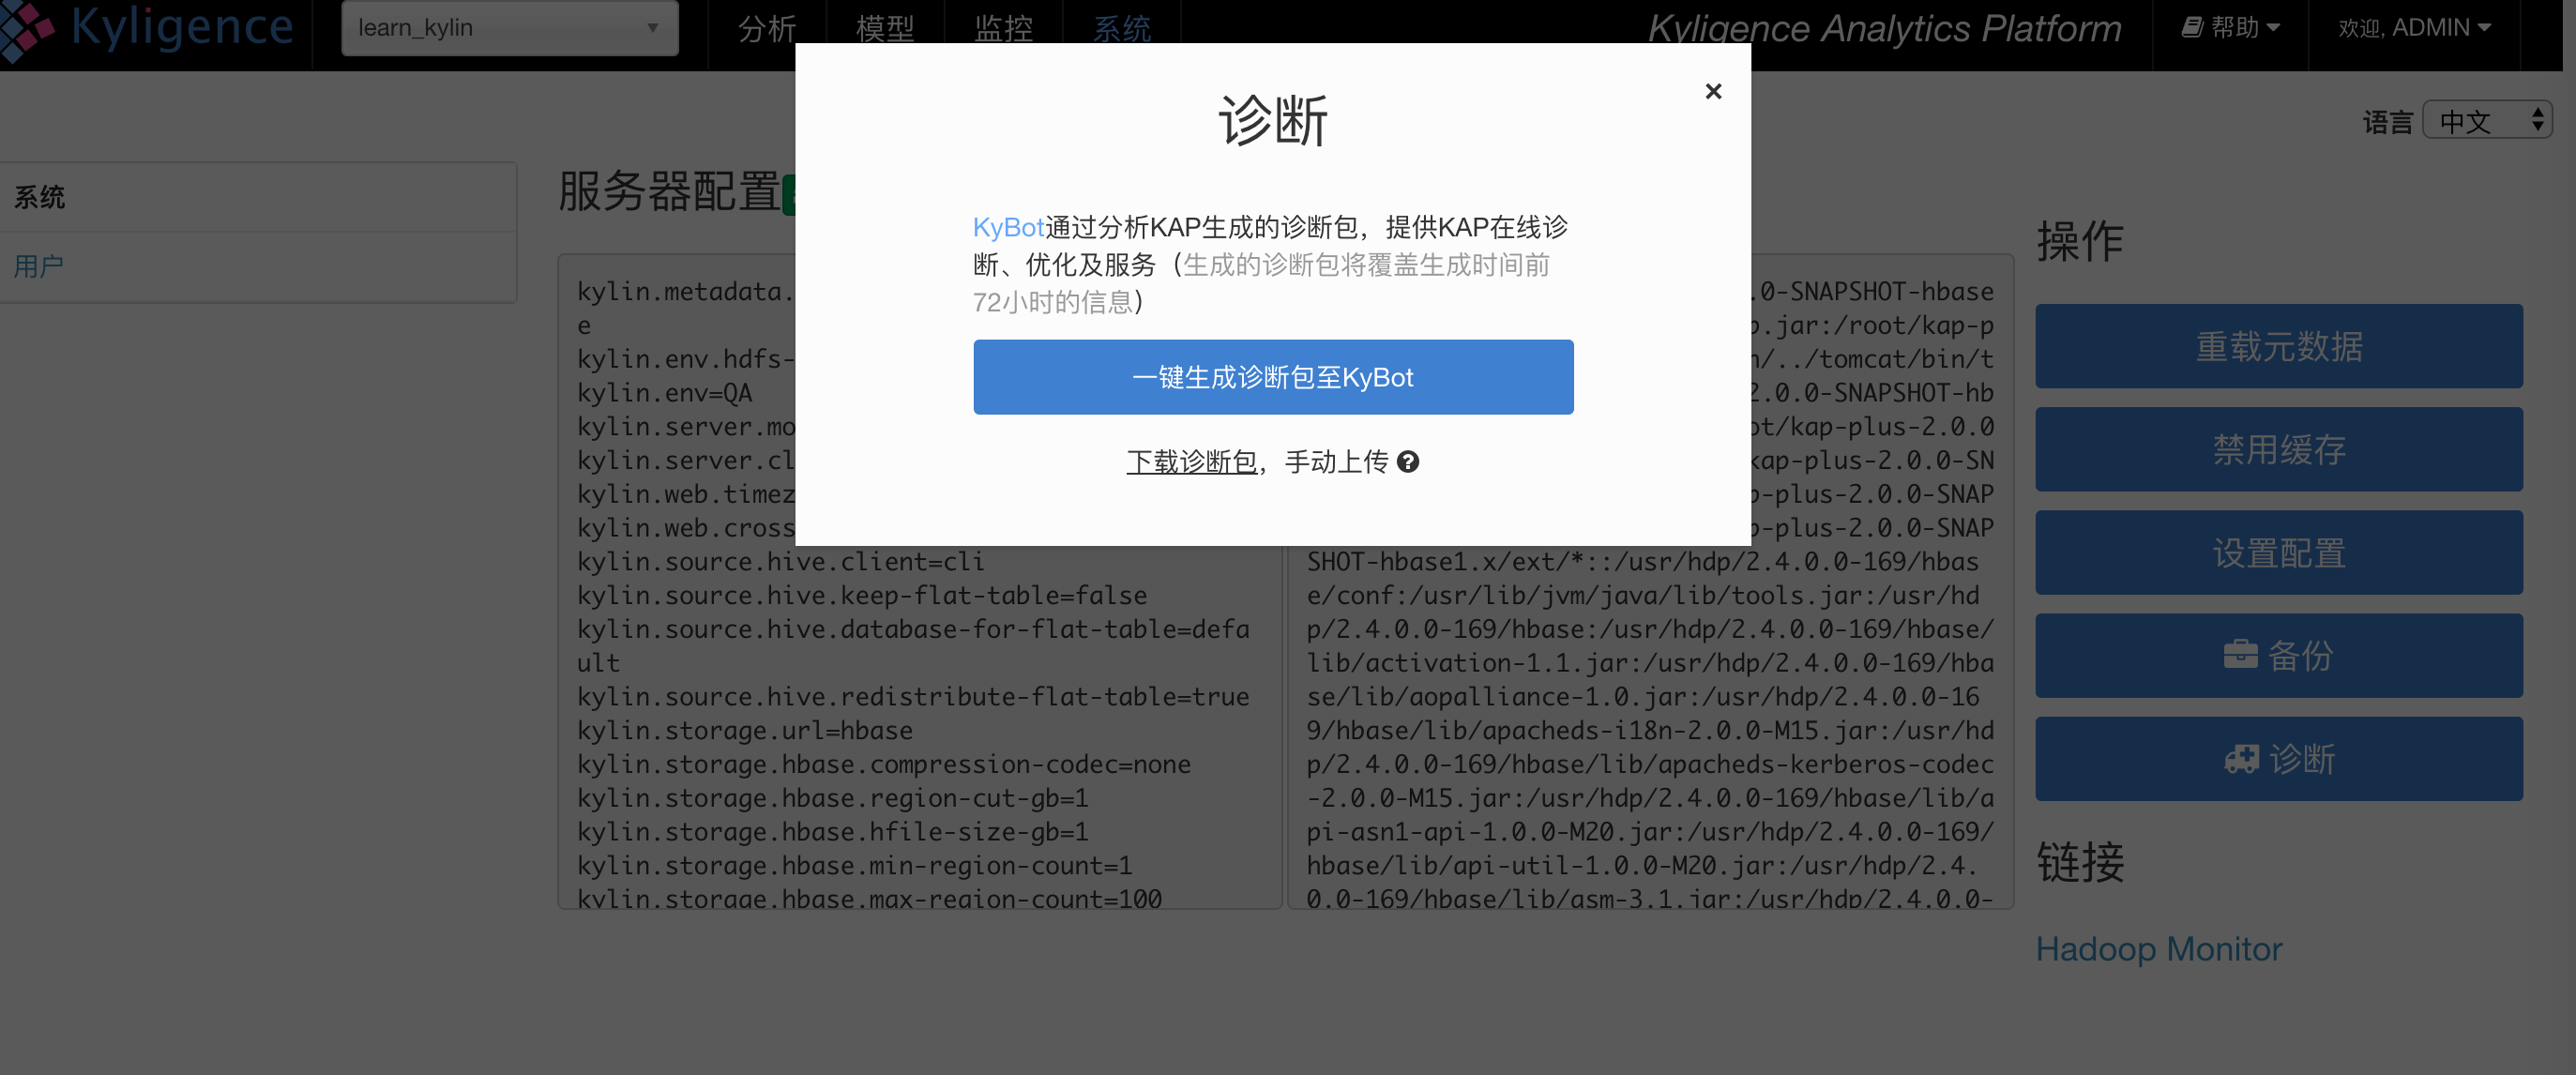 Kyligence
learn_kylin
分析
模型
监控
系统
Kyligence Analytics Platform
帮助
欢迎, ADMIN
语言 中文
系统
用户
服务器配置
诊断
×
KyBot通过分析KAP生成的诊断包，提供KAP在线诊
断、优化及服务（生成的诊断包将覆盖生成时间前
72小时的信息）
一键生成诊断包至KyBot
下载诊断包，手动上传
kylin.metadata.
e
kylin.env.hdfs-
kylin.env=QA
kylin.server.mo
kylin.server.cl
kylin.web.timez
kylin.web.cross
kylin.source.hive.client=cli
kylin.source.hive.keep-flat-table=false
kylin.source.hive.database-for-flat-table=defa
ult
kylin.source.hive.redistribute-flat-table=true
kylin.storage.url=hbase
kylin.storage.hbase.compression-codec=none
kylin.storage.hbase.region-cut-gb=1
kylin.storage.hbase.hfile-size-gb=1
kylin.storage.hbase.min-region-count=1
kylin.storage.hbase.max-region-count=100
.0-SNAPSHOT-hbase
p.jar:/root/kap-p
n/../tomcat/bin/t
2.0.0-SNAPSHOT-hb
ot/kap-plus-2.0.0
kap-plus-2.0.0-SN
p-plus-2.0.0-SNAP
p-plus-2.0.0-SNAP
SHOT-hbase1.x/ext/*::/usr/hdp/2.4.0.0-169/hbas
e/conf:/usr/lib/jvm/java/lib/tools.jar:/usr/hd
p/2.4.0.0-169/hbase:/usr/hdp/2.4.0.0-169/hbase/
lib/activation-1.1.jar:/usr/hdp/2.4.0.0-169/hba
se/lib/aopalliance-1.0.jar:/usr/hdp/2.4.0.0-16
9/hbase/lib/apacheds-i18n-2.0.0-M15.jar:/usr/hd
p/2.4.0.0-169/hbase/lib/apacheds-kerberos-codec
-2.0.0-M15.jar:/usr/hdp/2.4.0.0-169/hbase/lib/a
pi-asn1-api-1.0.0-M20.jar:/usr/hdp/2.4.0.0-169/
hbase/lib/api-util-1.0.0-M20.jar:/usr/hdp/2.4.
0.0-169/hbase/lib/asm-3.1.jar:/usr/hdp/2.4.0.0-
操作
重载元数据
禁用缓存
设置配置
备份
诊断
链接
Hadoop Monitor